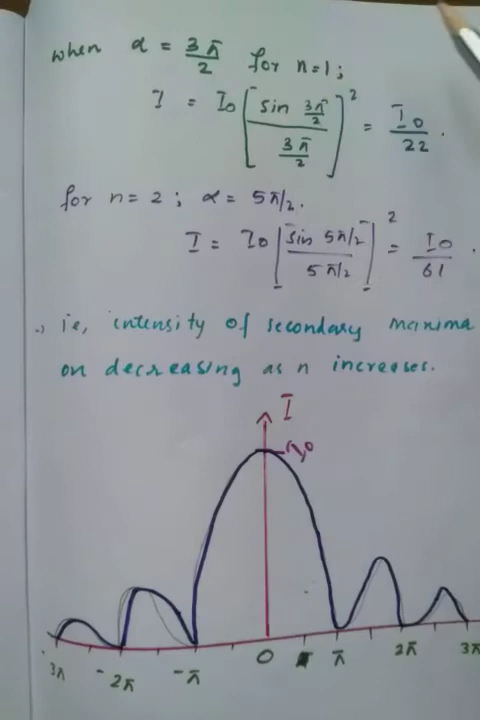 when α = 3π/2 for n=1;
I = I0 [sin 3π/2 / 3π/2]² = I0/22.
for n=2; α = 5π/2.
I = I0 [sin 5π/2 / 5π/2]² = I0/61.
ie, intensity of secondary maxima
on decreasing as n increases.
I
3π -2π -π 0 π 2π 3π